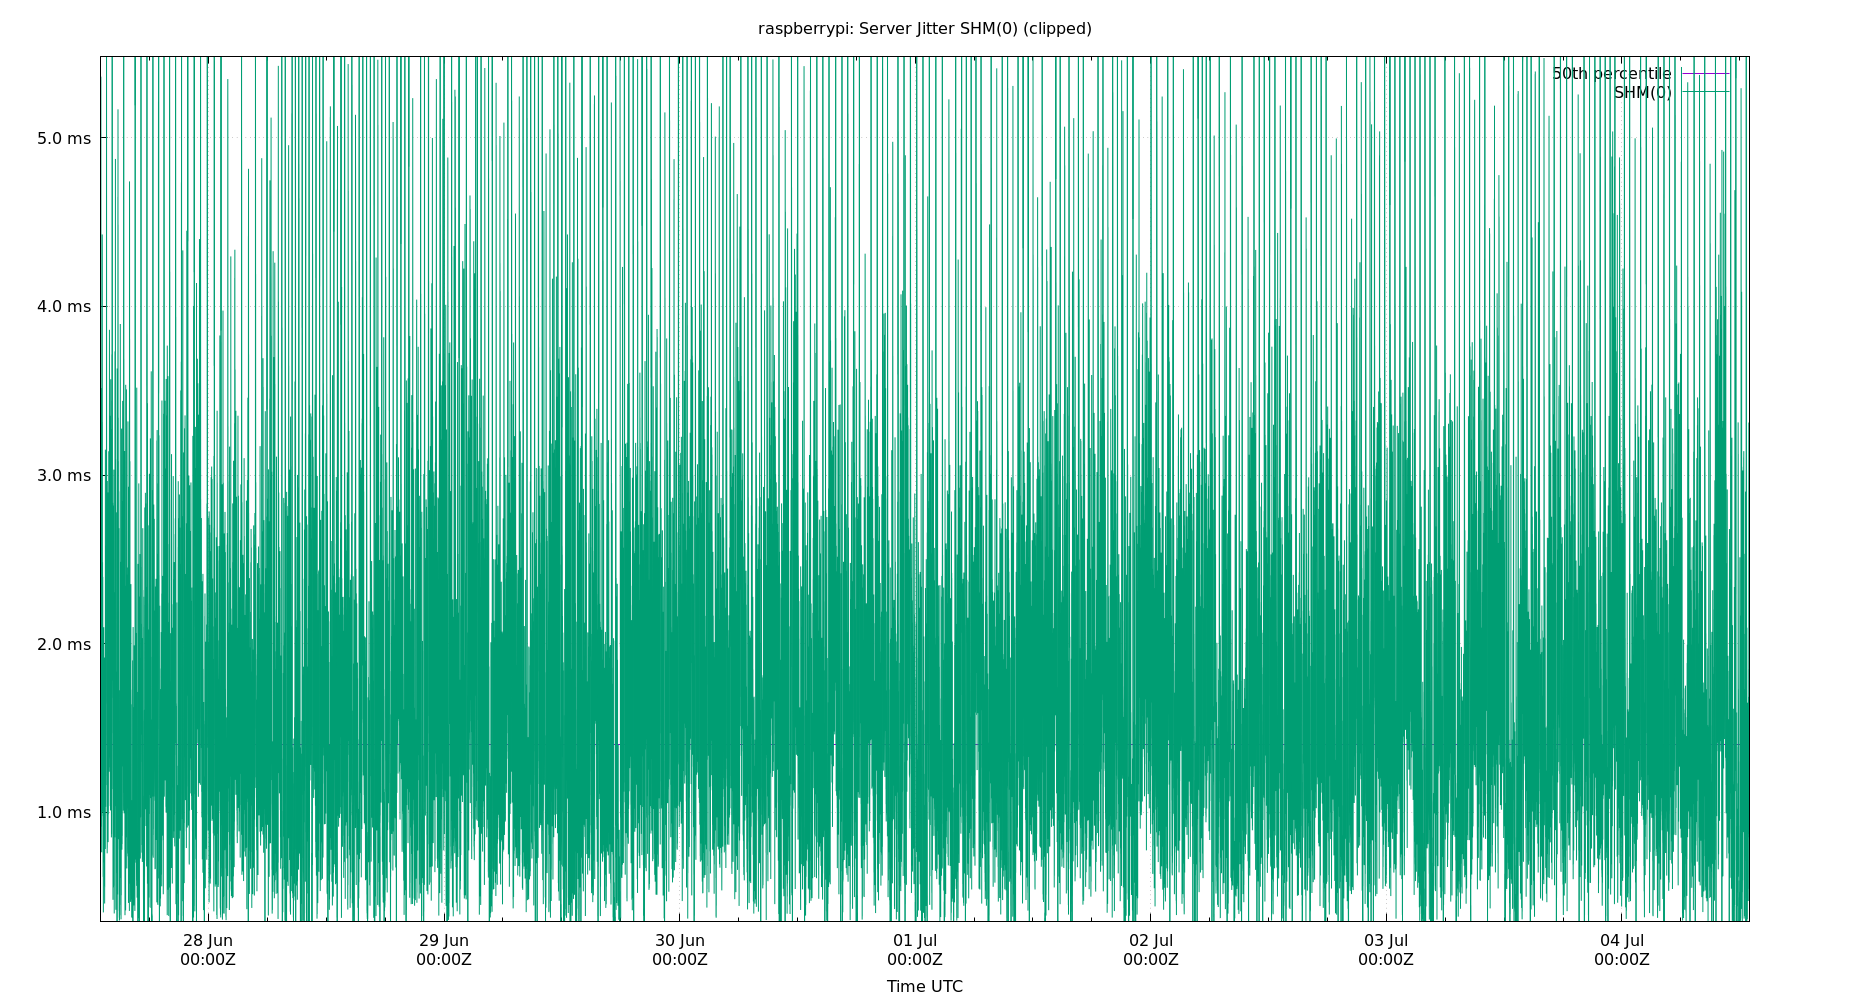 raspberrypi: Server Jitter SHM(0) (clipped)
50th percentile
SHM(0)
5.0 ms
4.0 ms
3.0 ms
2.0 ms
1.0 ms
28 Jun 29 Jun 30 Jun 01 Jul 02 Jul 03 Jul 04 Jul
00:00Z 00:00Z 00:00Z 00:00Z 00:00Z 00:00Z 00:00Z
Time UTC